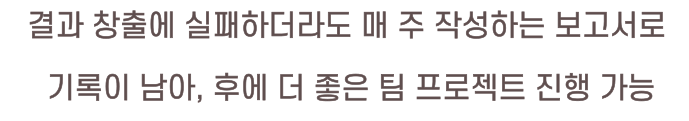 결과 창출에 실패하더라도 매 주 작성하는 보고서로
기록이 남아, 후에 더 좋은 팀 프로젝트 진행 가능